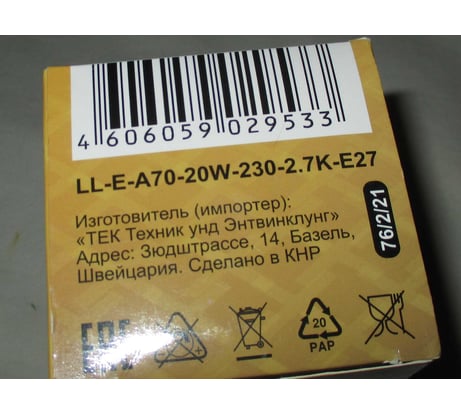 4 606059 029533
LL-E-A70-20W-230-2.7K-E27
Изготовитель (импортер):
«ТЕК Техник унд Энтвинклунг»
Адрес: Зюдштрассе, 14, Базель,
Швейцария. Сделано в КНР
76/2/21
EAC
20
PAP